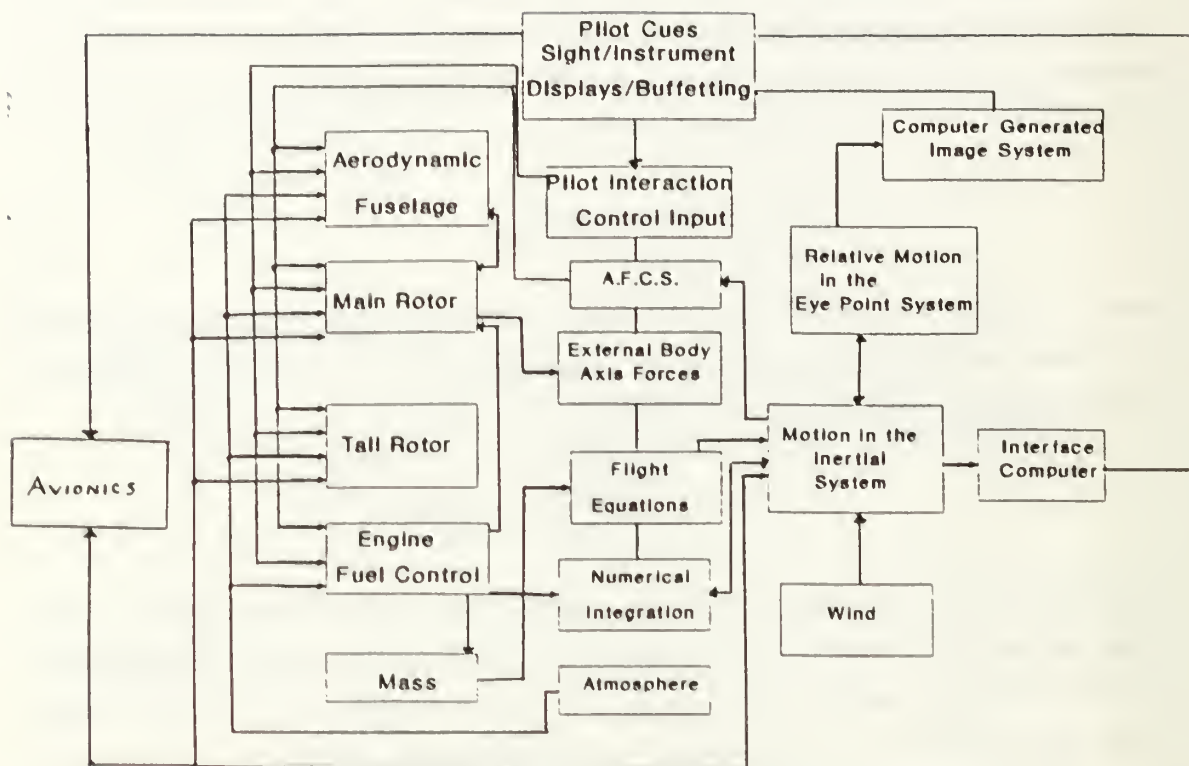 Pilot Cues
Sight/Instrument
Displays/Buffetting
Computer Generated
Image System
Aerodynamic
Fuselage
Pilot Interaction
Control Input
Relative Motion
in the
Eye Point System
A.F.C.S.
Main Rotor
External Body
Axis Forces
Tail Rotor
AVIONICS
Flight
Equations
Motion in the
Inertial
System
Interface
Computer
Engine
Fuel Control
Numerical
Integration
Wind
Mass
Atmosphere